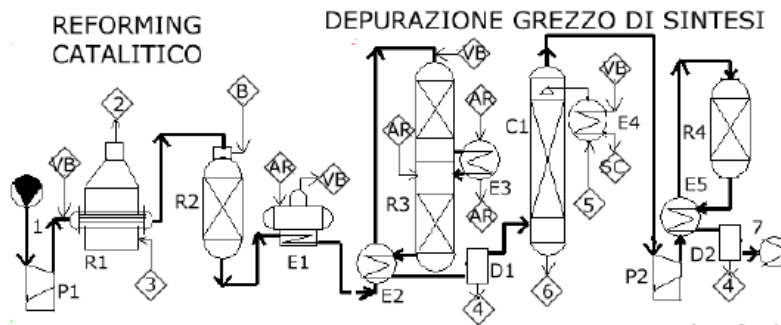 REFORMING
CATALITICO
DEPURAZIONE GREZZO DI SINTESI
2
B
VB
VB
VB
AR
VB
AR
AR
E4
C1
R4
1
R2
AR
VB
R3
E3
5
SC
E5
7
R1
3
E1
AR
E2
D1
D2
P1
4
6
P2
4